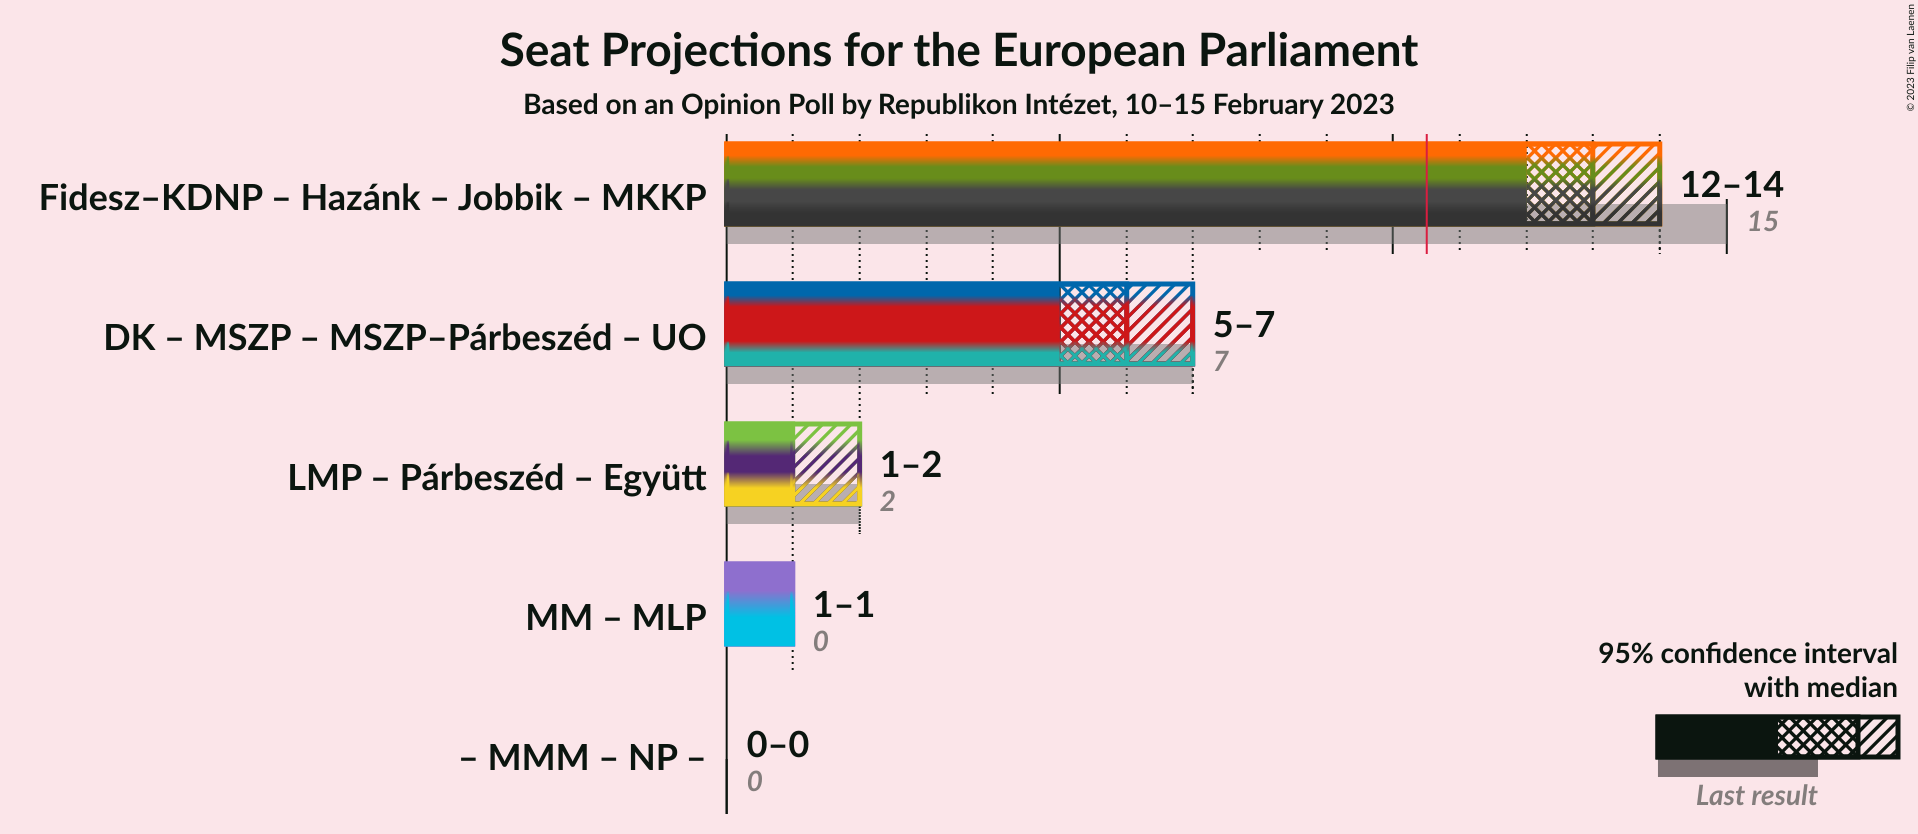 Seat Projections for the European Parliament
Based on an Opinion Poll by Republikon Intézet, 10–15 February 2023
© 2023 Filip van Laenen
Fidesz–KDNP – Hazánk – Jobbik – MKKP
12–14
15
DK – MSZP – MSZP–Párbeszéd – UO
5–7
7
LMP – Párbeszéd – Együtt
1–2
2
MM – MLP
1–1
0
– MMM – NP –
0–0
0
95% confidence interval
with median
Last result